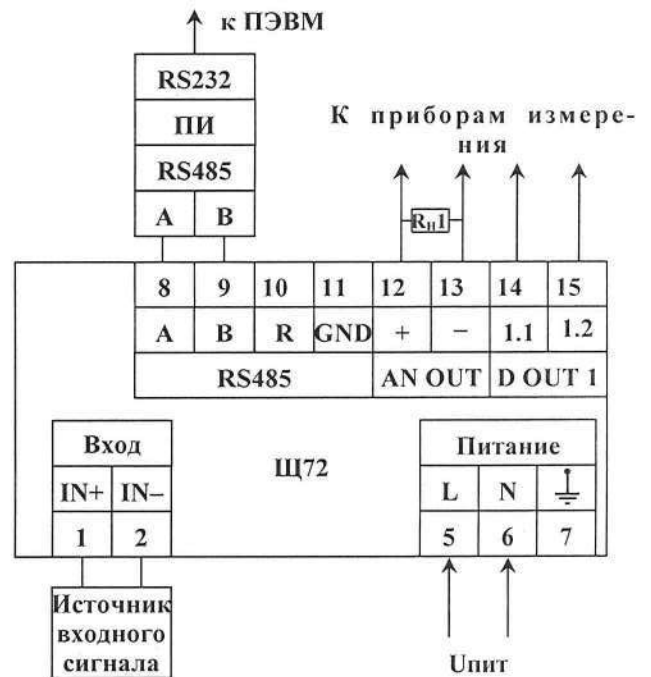 к ПЭВМ
RS232
ПИ
RS485
А В
К приборам измере-
ния
Rн1
8 9 10 11 12 13 14 15
А В R GND + − 1.1 1.2
RS485 AN OUT D OUT 1
Вход
IN+ IN−
1 2
Щ72
Питание
L N
5 6 7
Источник
входного
сигнала
Uпит